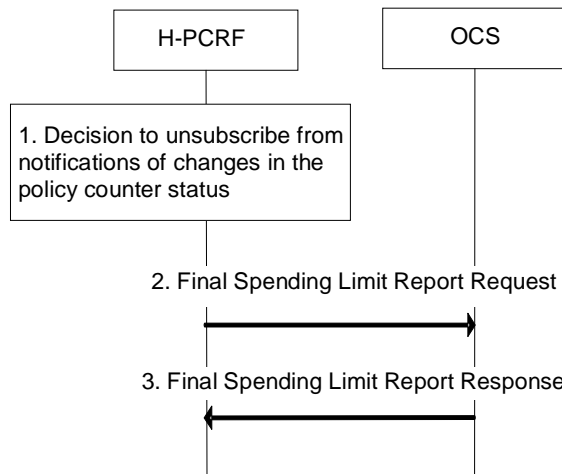 H-PCRF
OCS
1. Decision to unsubscribe from
notifications of changes in the
policy counter status
2. Final Spending Limit Report Request
3. Final Spending Limit Report Response